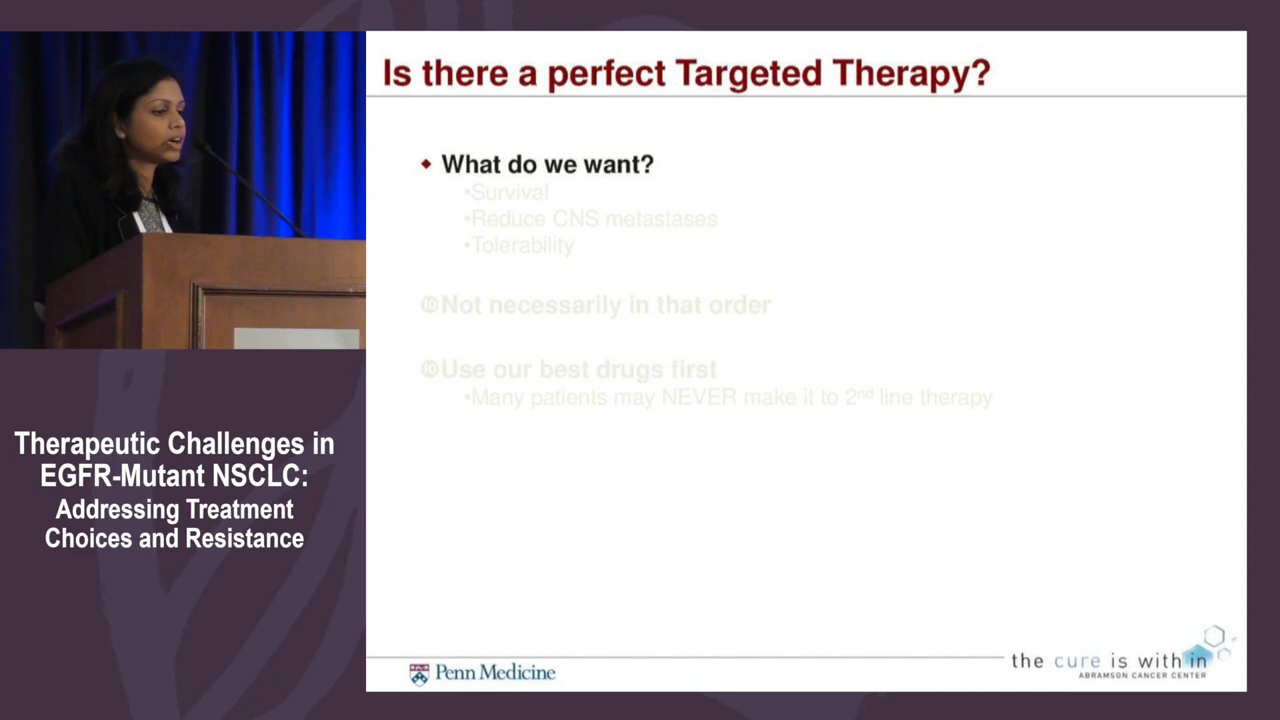 Is there a perfect Targeted Therapy?
What do we want?
•Survival
•Reduce CNS metastases
•Tolerability
Not necessarily in that order
Use our best drugs first
•Many patients may NEVER make it to 2nd line therapy
Therapeutic Challenges in
EGFR-Mutant NSCLC:
Addressing Treatment
Choices and Resistance
Penn Medicine
the cure is within
ABRAMSON CANCER CENTER